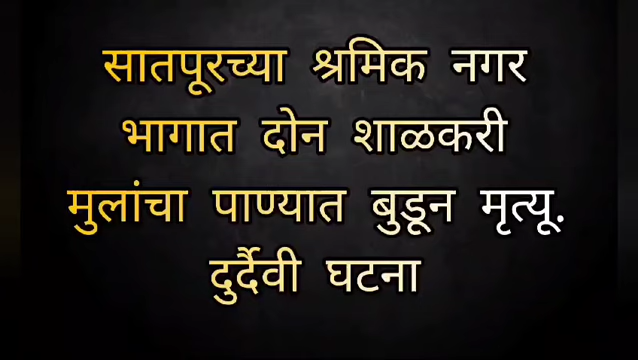 सातपूरच्या श्रमिक नगर
भागात दोन शाळकरी
मुलांचा पाण्यात बुडून मृत्यू.
दुर्दैवी घटना